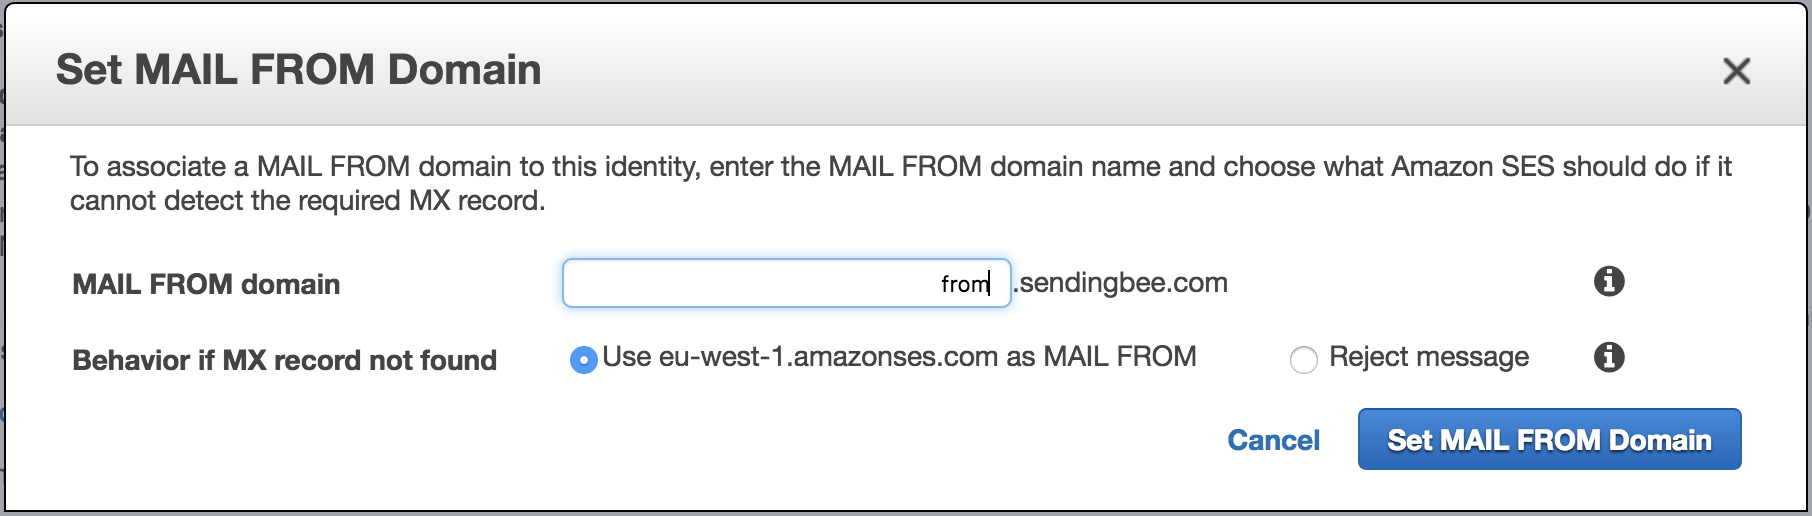 Set MAIL FROM Domain
To associate a MAIL FROM domain to this identity, enter the MAIL FROM domain name and choose what Amazon SES should do if it
cannot detect the required MX record.
MAIL FROM domain from .sendingbee.com
Behavior if MX record not found Use eu-west-1.amazonses.com as MAIL FROM Reject message
Cancel Set MAIL FROM Domain